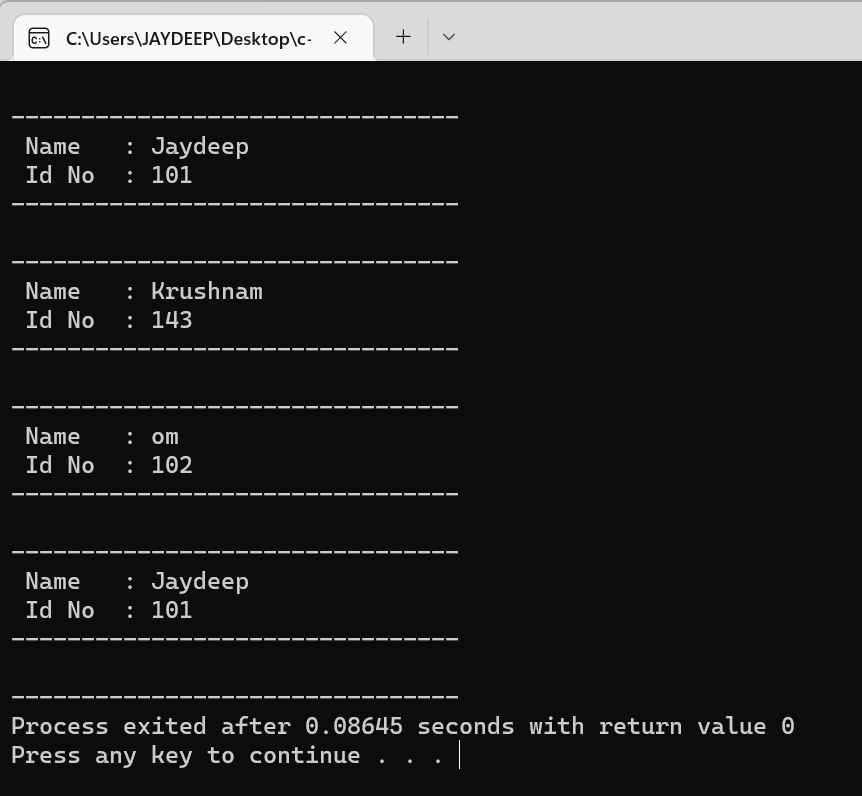 C:\Users\JAYDEEP\Desktop\c-
--------------------------------
Name : Jaydeep
Id No : 101
--------------------------------
--------------------------------
Name : Krushnam
Id No : 143
--------------------------------
--------------------------------
Name : om
Id No : 102
--------------------------------
--------------------------------
Name : Jaydeep
Id No : 101
--------------------------------
--------------------------------
Process exited after 0.08645 seconds with return value 0
Press any key to continue . . .